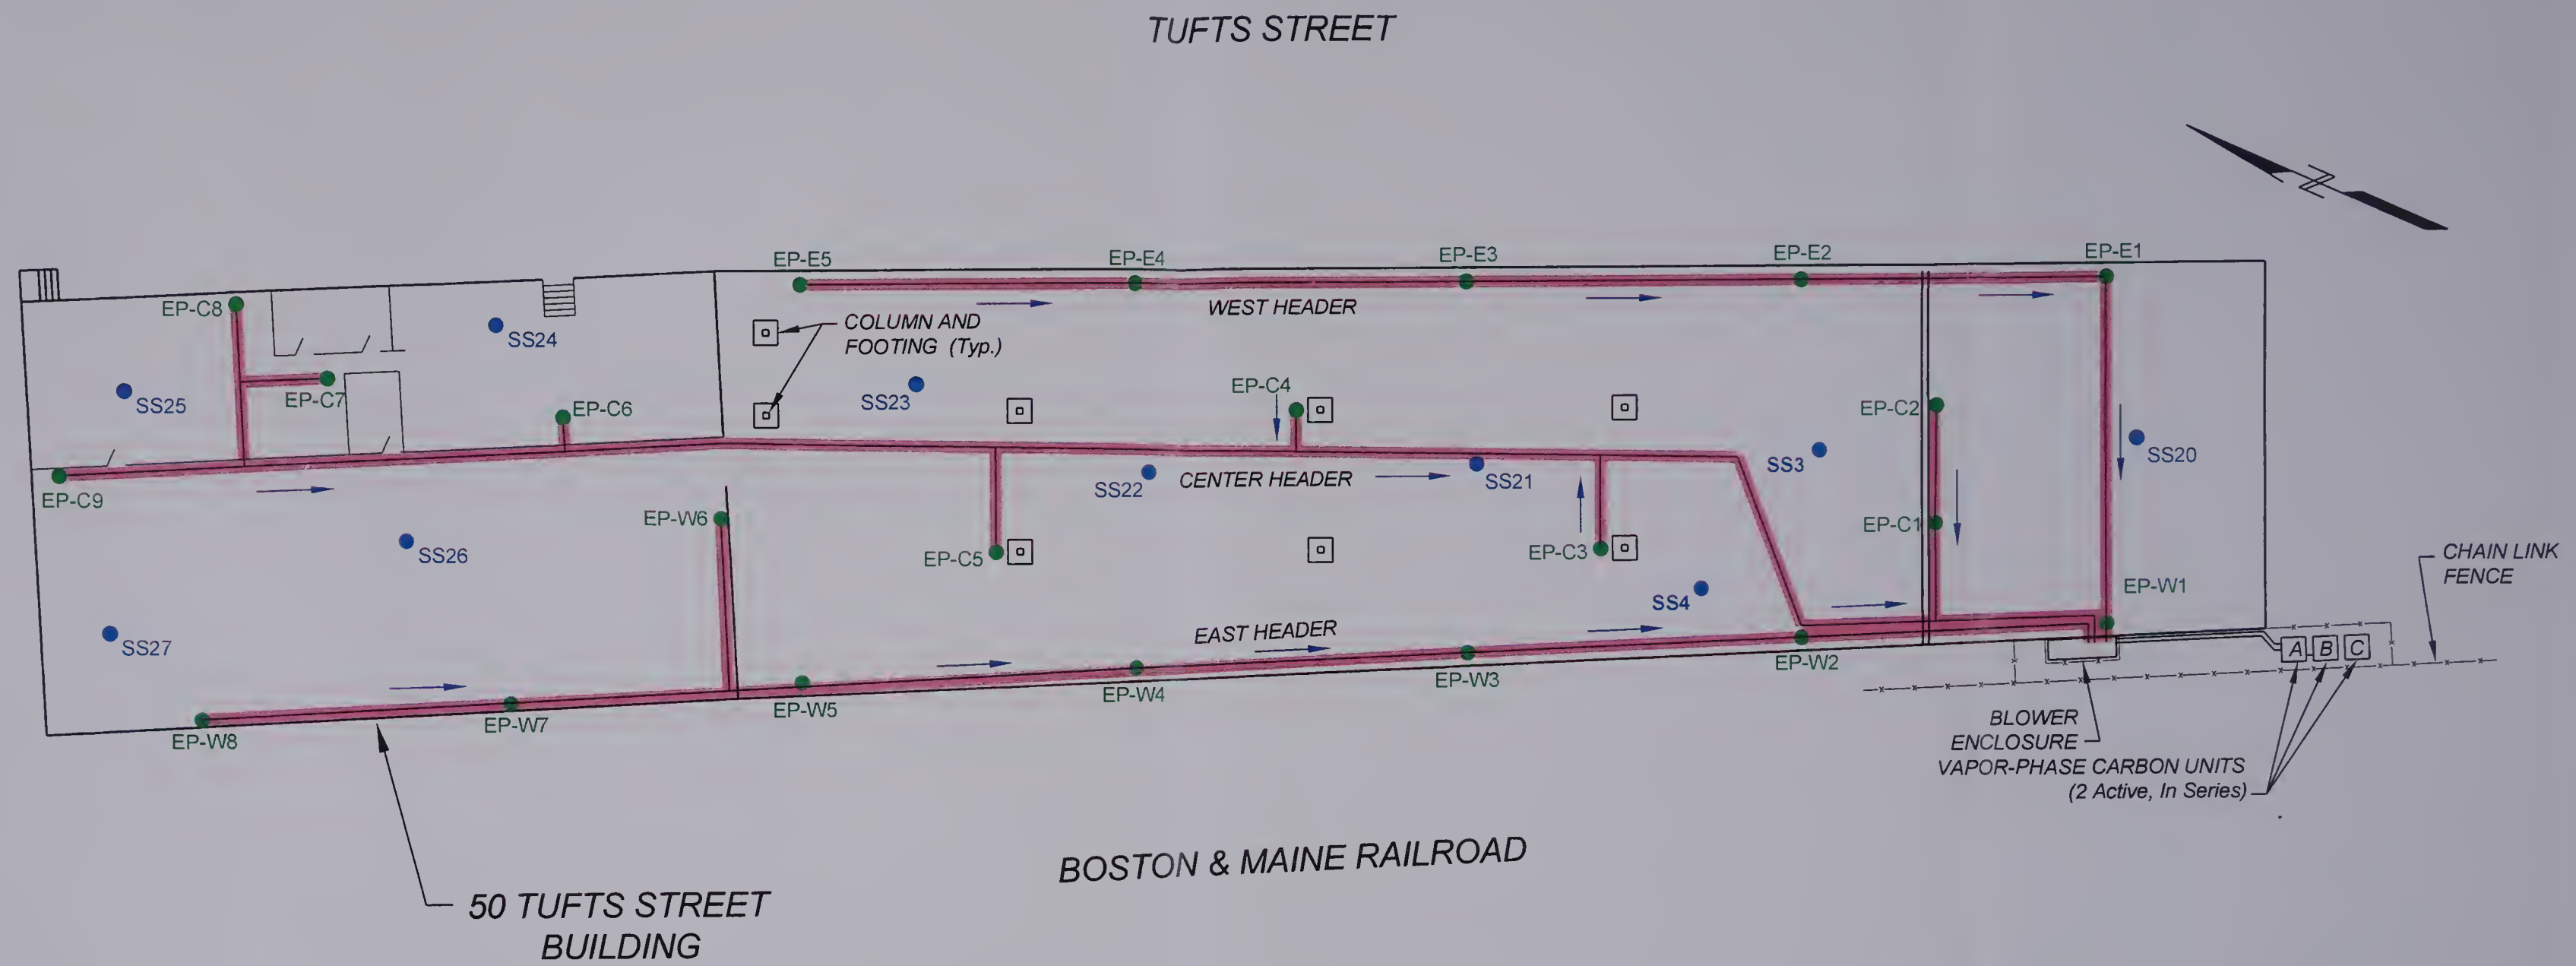 TUFTS STREET
N
EP-E5
EP-E4
EP-E3
EP-E2
EP-E1
EP-C8
WEST HEADER
COLUMN AND
FOOTING (Typ.)
SS24
EP-C7
SS25
EP-C6
SS23
EP-C4
EP-C2
SS3
SS20
EP-C9
SS22
CENTER HEADER
SS21
EP-W6
EP-C1
SS26
EP-C5
EP-C3
CHAIN LINK
FENCE
EP-W1
SS4
EAST HEADER
SS27
EP-W2
A
B
C
EP-W3
EP-W4
EP-W5
EP-W7
EP-W8
BLOWER
ENCLOSURE
VAPOR-PHASE CARBON UNITS
(2 Active, In Series)
BOSTON & MAINE RAILROAD
50 TUFTS STREET
BUILDING